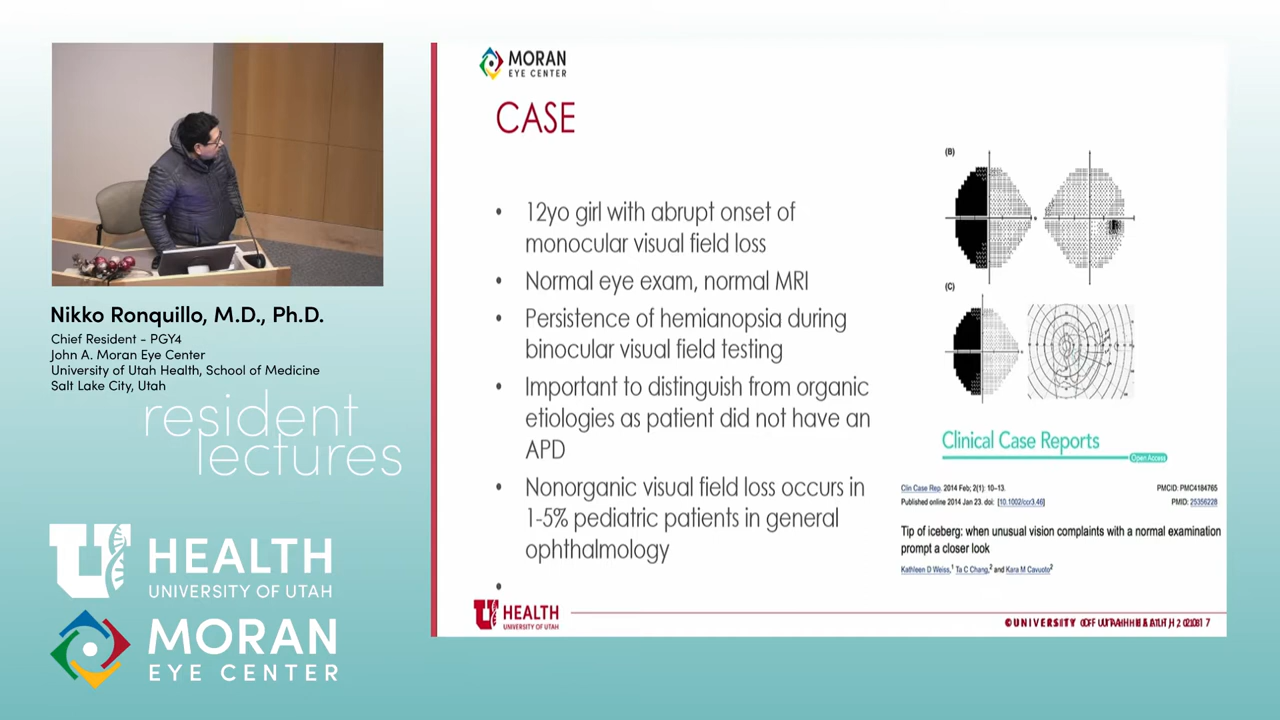 Nikko Ronquillo, M.D., Ph.D.
Chief Resident - PGY4
John A. Moran Eye Center
University of Utah Health, School of Medicine
Salt Lake City, Utah
resident
lectures
U HEALTH
UNIVERSITY OF UTAH
MORAN
EYE CENTER
MORAN
EYE CENTER
CASE
• 12yo girl with abrupt onset of
monocular visual field loss
• Normal eye exam, normal MRI
• Persistence of hemianopsia during
binocular visual field testing
• Important to distinguish from organic
etiologies as patient did not have an
APD
• Nonorganic visual field loss occurs in
1-5% pediatric patients in general
ophthalmology
•
(B)
(C)
Clinical Case Reports
Open Access
Clin Case Rep. 2014 Feb; 2(1): 10–13.
PMCID: PMC4184765
Published online 2014 Jan 23. doi: [10.1002/ccr3.46]
PMID: 25356228
Tip of iceberg: when unusual vision complaints with a normal examination
prompt a closer look
Kathleen D Weiss,1 Ta C Chang,2 and Kara M Cavuoto2
U HEALTH
UNIVERSITY OF UTAH
©UNIVERSITY OF UTAH HEALTH,